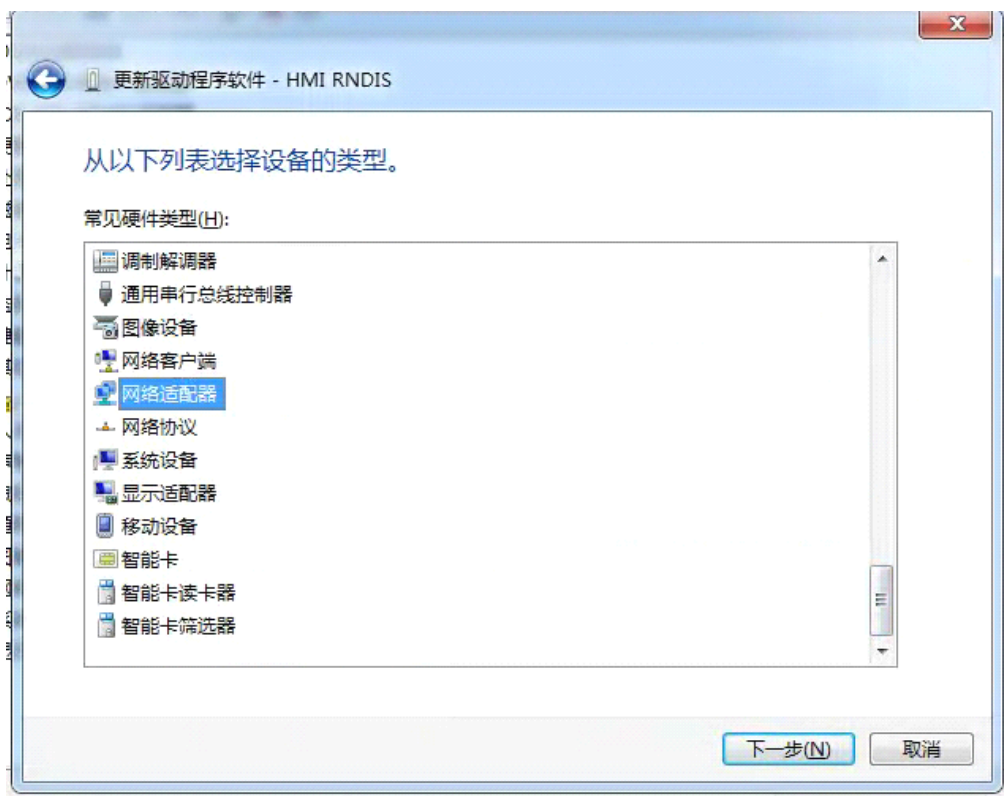 更新驱动程序软件 - HMI RNDIS
从以下列表选择设备的类型。
常见硬件类型(H):
调制解调器
通用串行总线控制器
图像设备
网络客户端
网络适配器
网络协议
系统设备
显示适配器
移动设备
智能卡
智能卡读卡器
智能卡筛选器
下一步(N)
取消